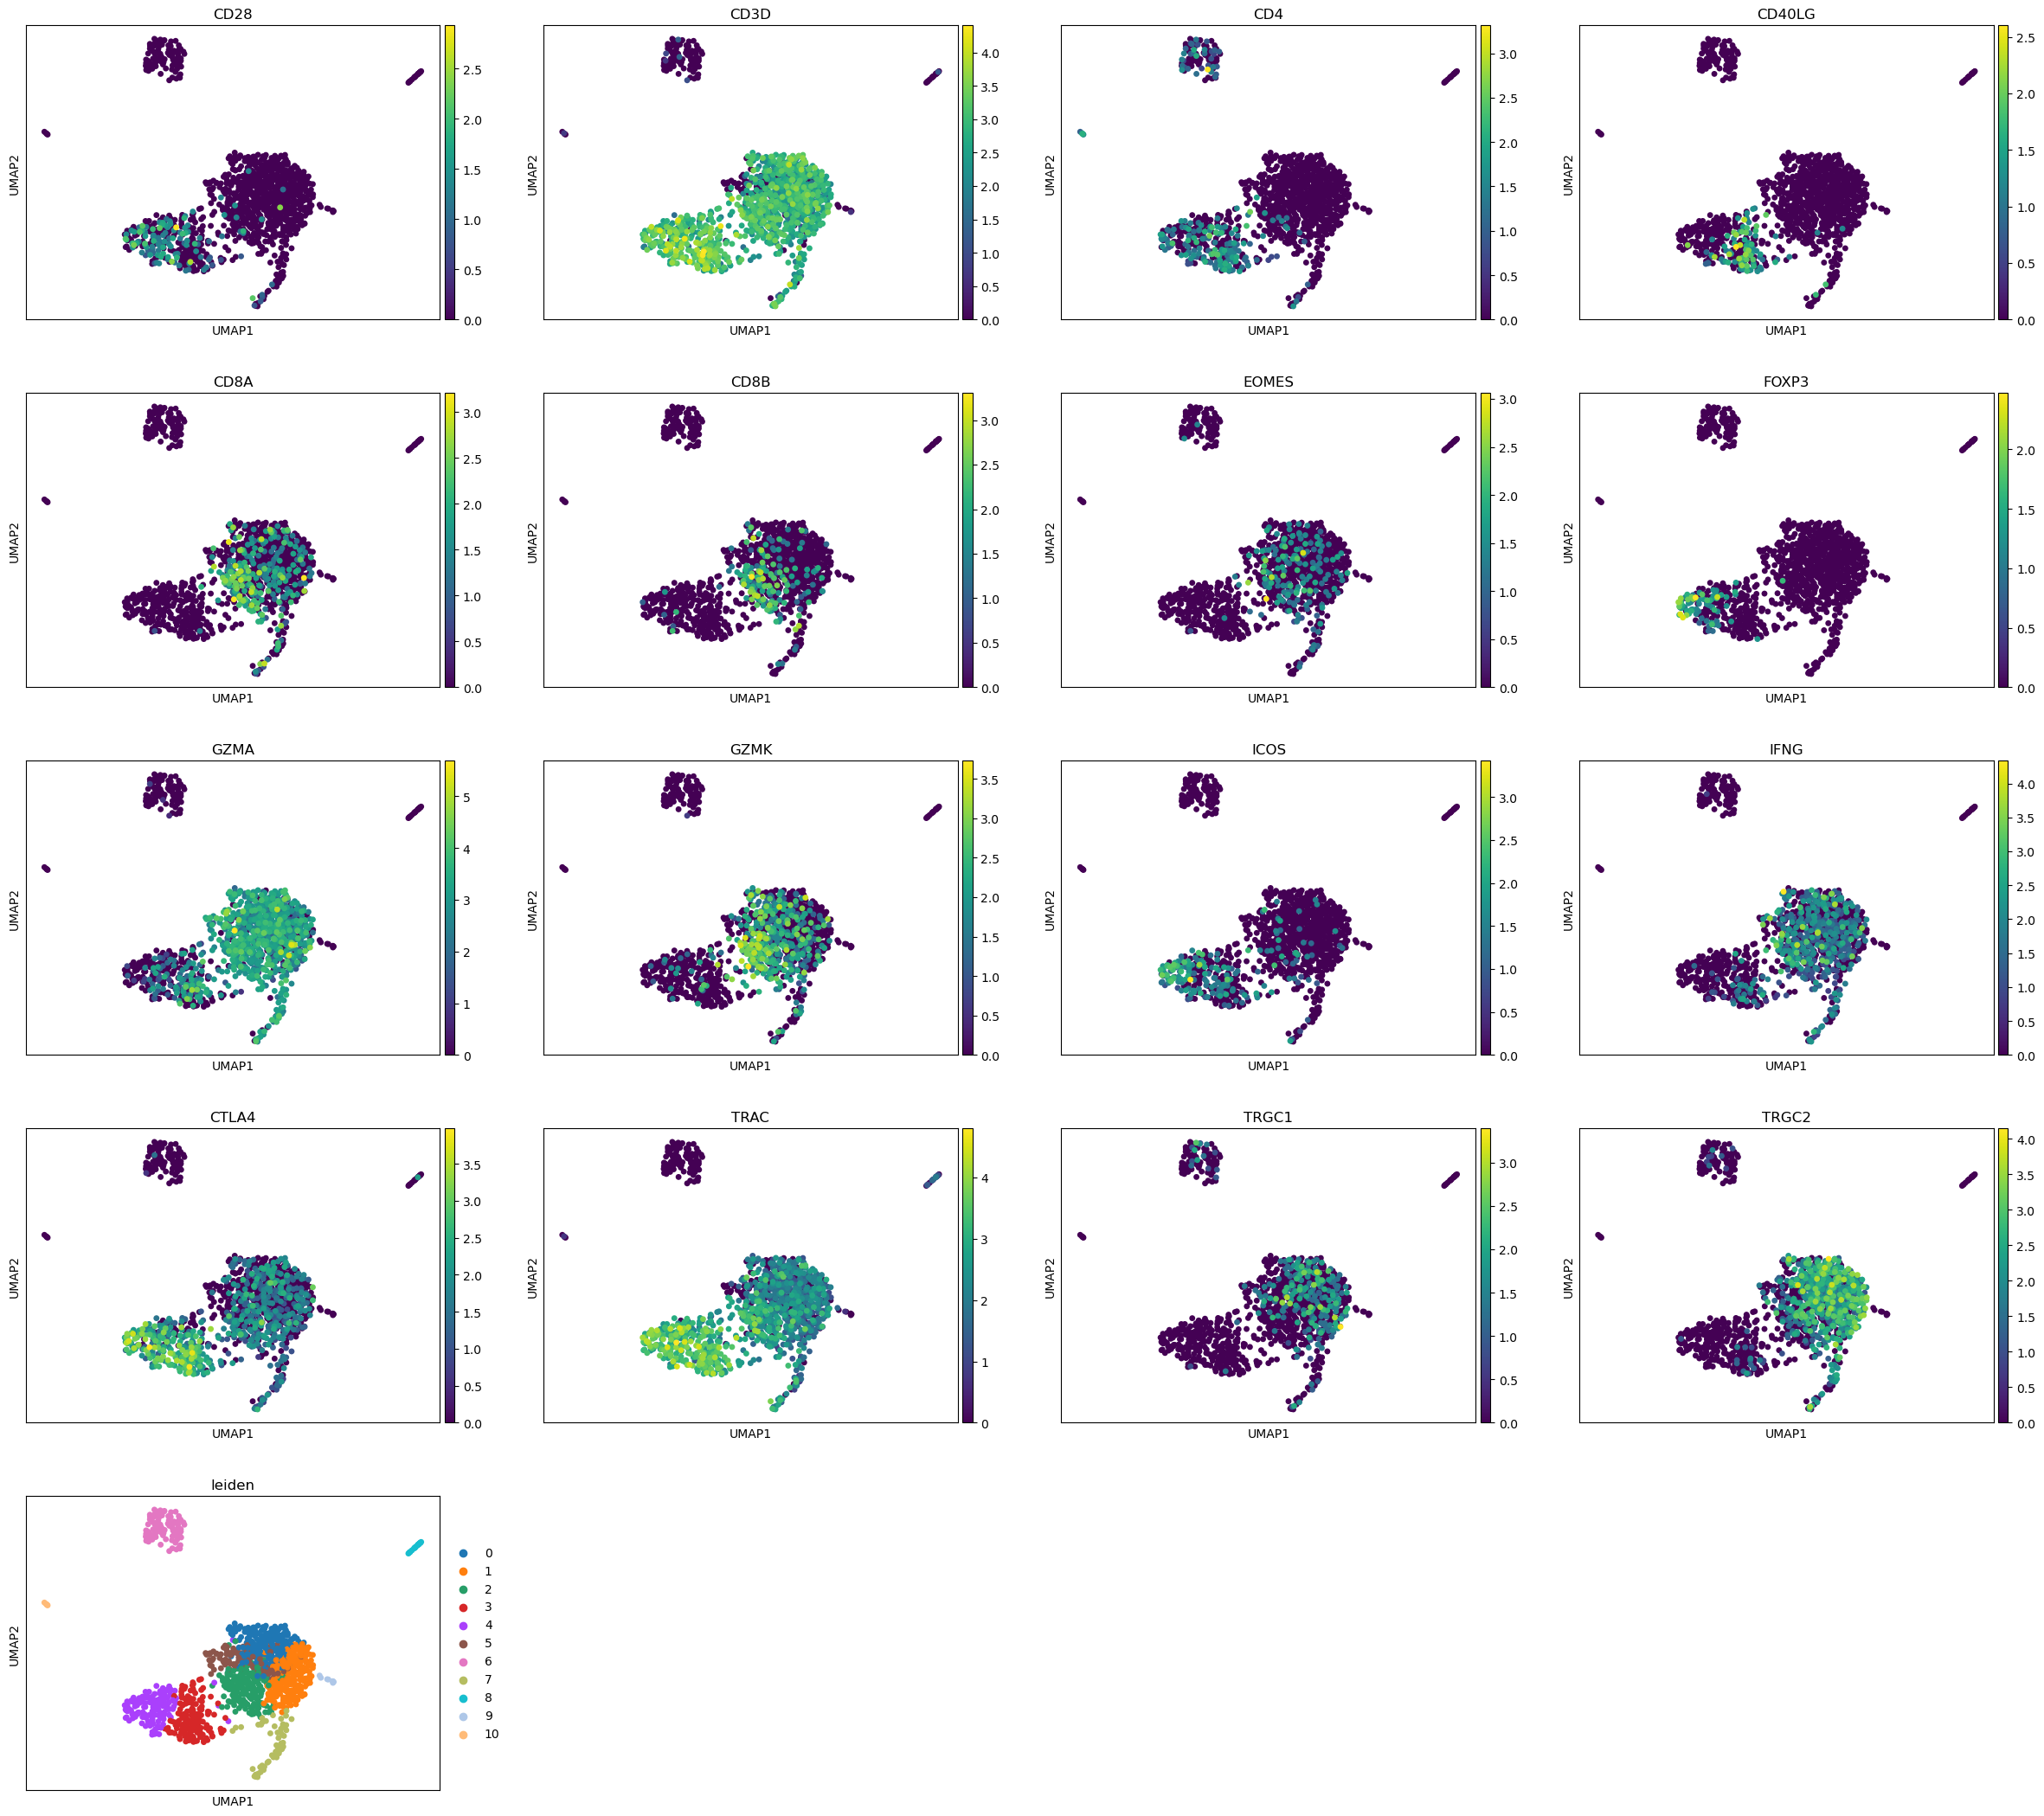 CD28 CD3D CD4 CD40LG
UMAP2 UMAP2 UMAP2 UMAP2
2.5 2.0 1.5 1.0 0.5 0.0
4.0 3.5 3.0 2.5 2.0 1.5 1.0 0.5 0.0
3.0 2.5 2.0 1.5 1.0 0.5 0.0
2.5 2.0 1.5 1.0 0.5 0.0
UMAP1 UMAP1 UMAP1 UMAP1
CD8A CD8B EOMES FOXP3
UMAP2 UMAP2 UMAP2 UMAP2
3.0 2.5 2.0 1.5 1.0 0.5 0.0
3.0 2.5 2.0 1.5 1.0 0.5 0.0
3.0 2.5 2.0 1.5 1.0 0.5 0.0
2.0 1.5 1.0 0.5 0.0
UMAP1 UMAP1 UMAP1 UMAP1
GZMA GZMK ICOS IFNG
UMAP2 UMAP2 UMAP2 UMAP2
5 4 3 2 1 0
3.5 3.0 2.5 2.0 1.5 1.0 0.5 0.0
3.0 2.5 2.0 1.5 1.0 0.5 0.0
4.0 3.5 3.0 2.5 2.0 1.5 1.0 0.5 0.0
UMAP1 UMAP1 UMAP1 UMAP1
CTLA4 TRAC TRGC1 TRGC2
UMAP2 UMAP2 UMAP2 UMAP2
3.5 3.0 2.5 2.0 1.5 1.0 0.5 0.0
4 3 2 1 0
3.0 2.5 2.0 1.5 1.0 0.5 0.0
4.0 3.5 3.0 2.5 2.0 1.5 1.0 0.5 0.0
UMAP1 UMAP1 UMAP1 UMAP1
leiden
UMAP2
0
1
2
3
4
5
6
7
8
9
10
UMAP1